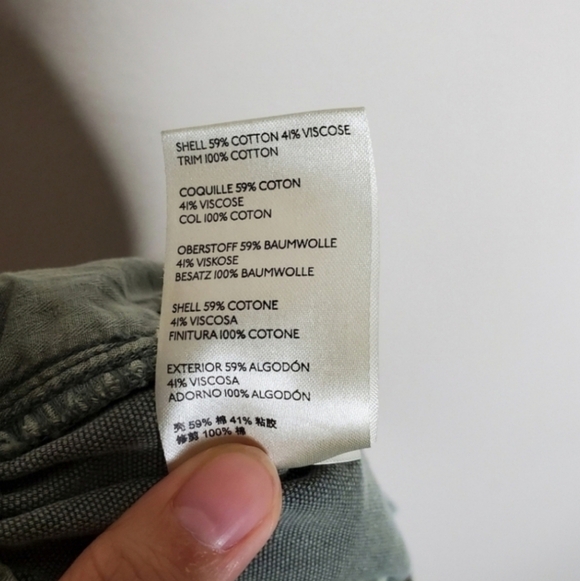 SHELL 59% COTTON 41% VISCOSE
TRIM 100% COTTON
COQUILLE 59% COTON
41% VISCOSE
COL 100% COTON
OBERSTOFF 59% BAUMWOLLE
41% VISKOSE
BESATZ 100% BAUMWOLLE
SHELL 59% COTONE
41% VISCOSA
FINITURA 100% COTONE
EXTERIOR 59% ALGODÓN
41% VISCOSA
ADORNO 100% ALGODÓN
壳 59% 棉 41% 粘胶
修剪 100% 棉